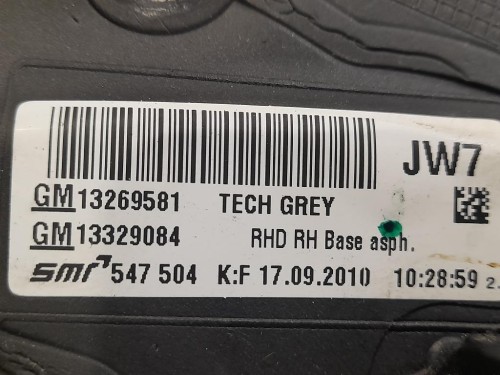 JW7
GM 13269581 TECH GREY
GM 13329084 RHD RH Base asph.
smr 547 504 K:F 17.09.2010 10:28:59 2.